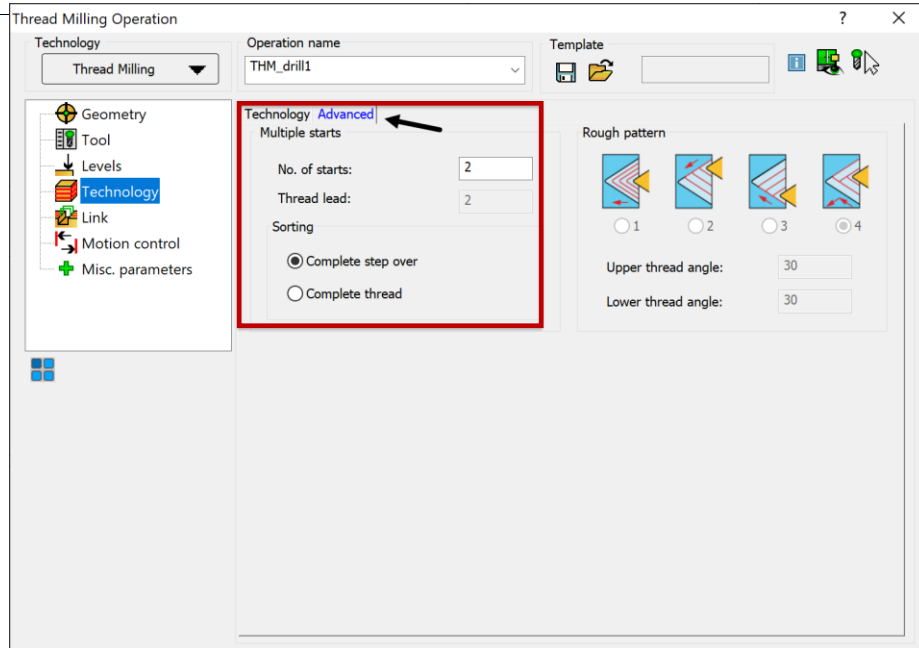 Thread Milling Operation
?
Technology
Thread Milling
Operation name
THM_drill1
Template
Geometry
Tool
Levels
Technology
Link
Motion control
Misc. parameters
Technology Advanced
Multiple starts
No. of starts: 2
Thread lead: 2
Sorting
Complete step over
Complete thread
Rough pattern
1 2 3 4
Upper thread angle: 30
Lower thread angle: 30